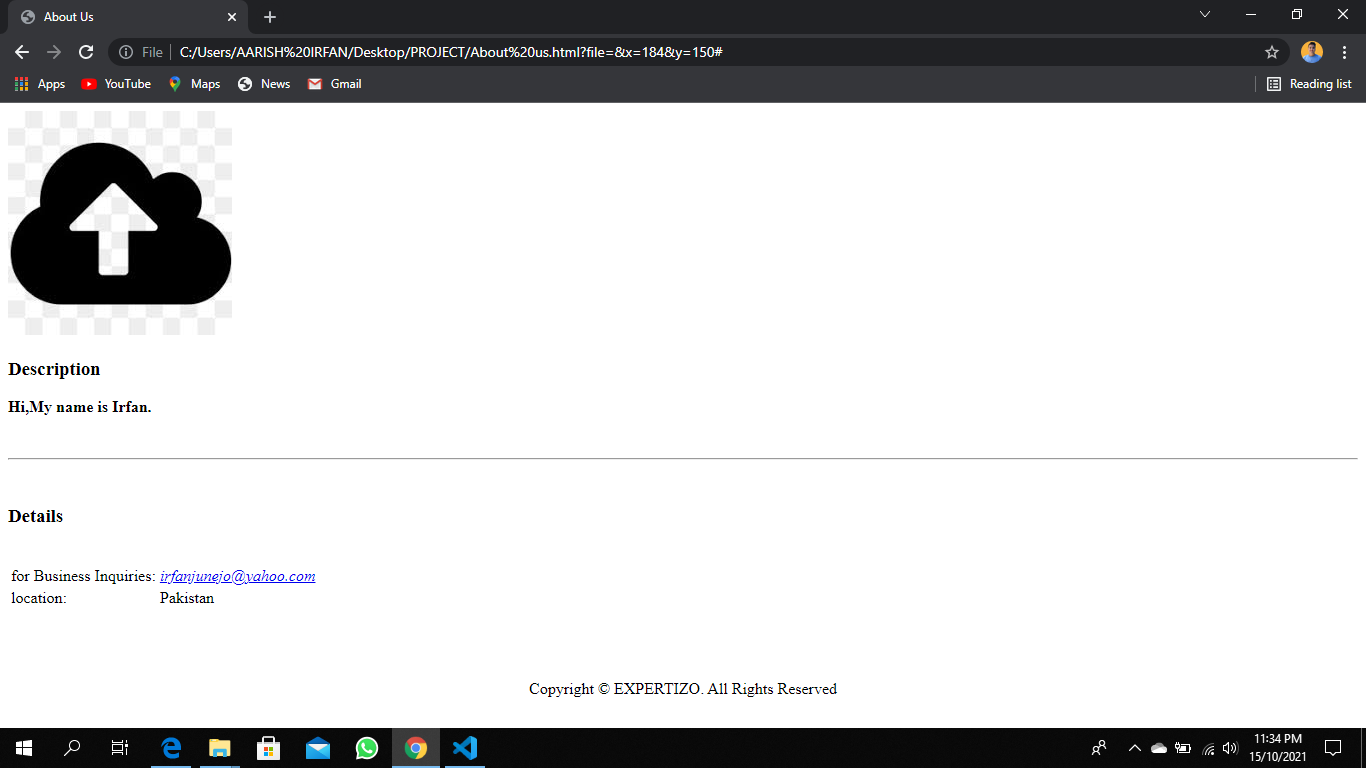 About Us
File C:/Users/AARISH%20IRFAN/Desktop/PROJECT/About%20us.html?file=&x=184&y=150#
Apps YouTube Maps News Gmail Reading list
Description
Hi,My name is Irfan.
Details
for Business Inquiries: irfanjunejo@yahoo.com
location: Pakistan
Copyright © EXPERTIZO. All Rights Reserved
11:34 PM
15/10/2021